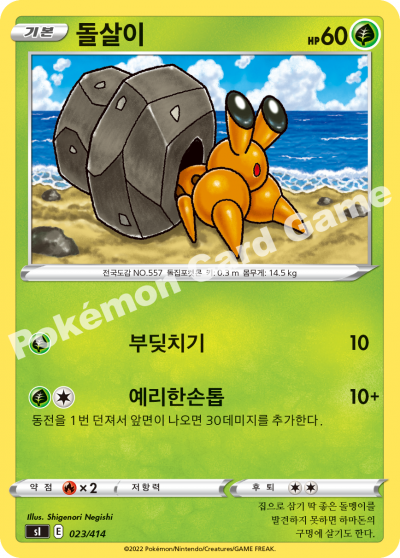 기본 돌살이 HP 60
전국도감 NO.557 돌집포켓몬 키: 0.3 m 몸무게: 14.5 kg
Pokémon Card Game
부딪치기 10
예리한손톱 10+
동전을 1번 던져서 앞면이 나오면 30데미지를 추가한다.
약점 ×2 저항력 후퇴
Illus. Shigenori Negishi
sI E 023/414
집으로 삼기 딱 좋은 돌멩이를
발견하지 못하면 하마돈의
구멍에 살기도 한다.
©2022 Pokémon/Nintendo/Creatures/GAME FREAK.